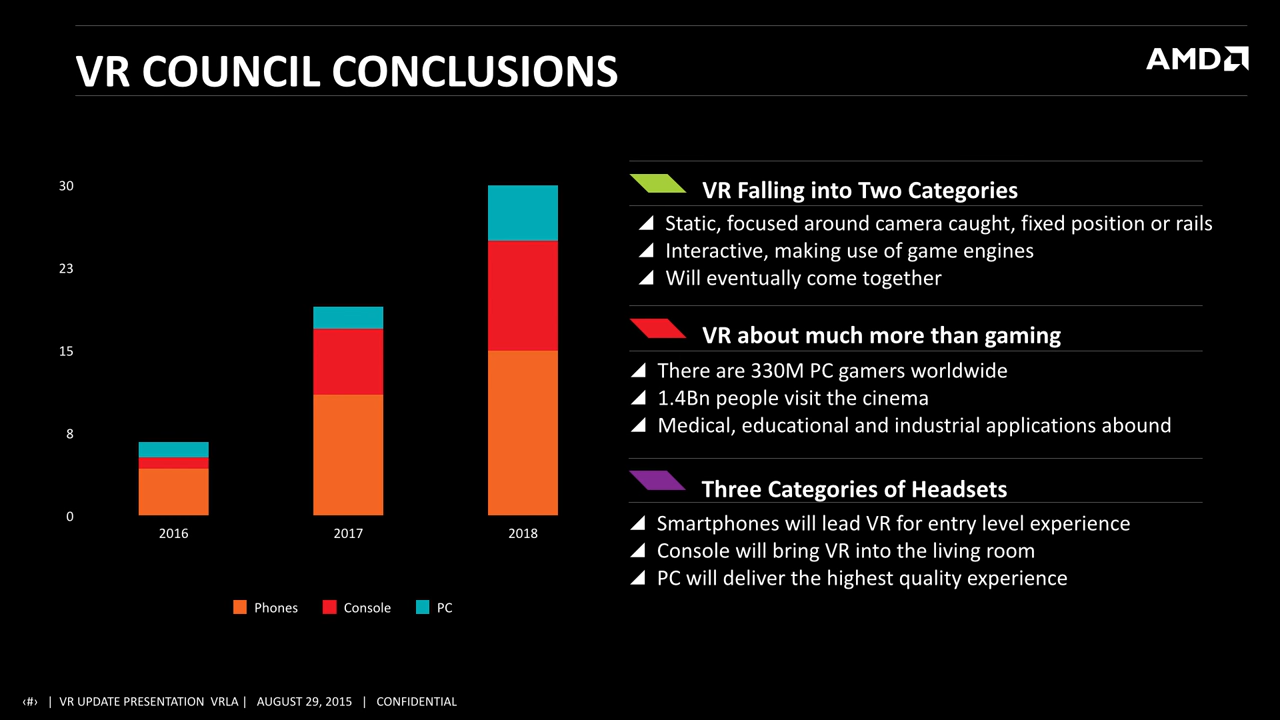 VR COUNCIL CONCLUSIONS
AMD
30
23
15
8
0
2016 2017 2018
Phones Console PC
VR Falling into Two Categories
Static, focused around camera caught, fixed position or rails
Interactive, making use of game engines
Will eventually come together
VR about much more than gaming
There are 330M PC gamers worldwide
1.4Bn people visit the cinema
Medical, educational and industrial applications abound
Three Categories of Headsets
Smartphones will lead VR for entry level experience
Console will bring VR into the living room
PC will deliver the highest quality experience
‹#› | VR UPDATE PRESENTATION VRLA | AUGUST 29, 2015 | CONFIDENTIAL